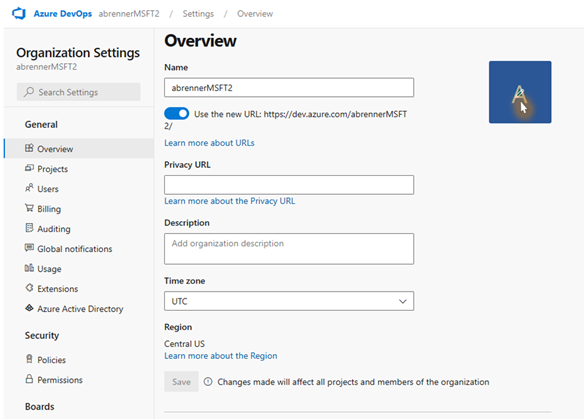 Azure DevOps abrennerMSFT2 / Settings / Overview
Organization Settings
abrennerMSFT2
Search Settings
General
Overview
Projects
Users
Billing
Auditing
Global notifications
Usage
Extensions
Azure Active Directory
Security
Policies
Permissions
Boards
Overview
Name
abrennerMSFT2
Use the new URL: https://dev.azure.com/abrennerMSFT
2/
Learn more about URLs
Privacy URL
Learn more about the Privacy URL
Description
Add organization description
Time zone
UTC
Region
Central US
Learn more about the Region
Save Changes made will affect all projects and members of the organization
A